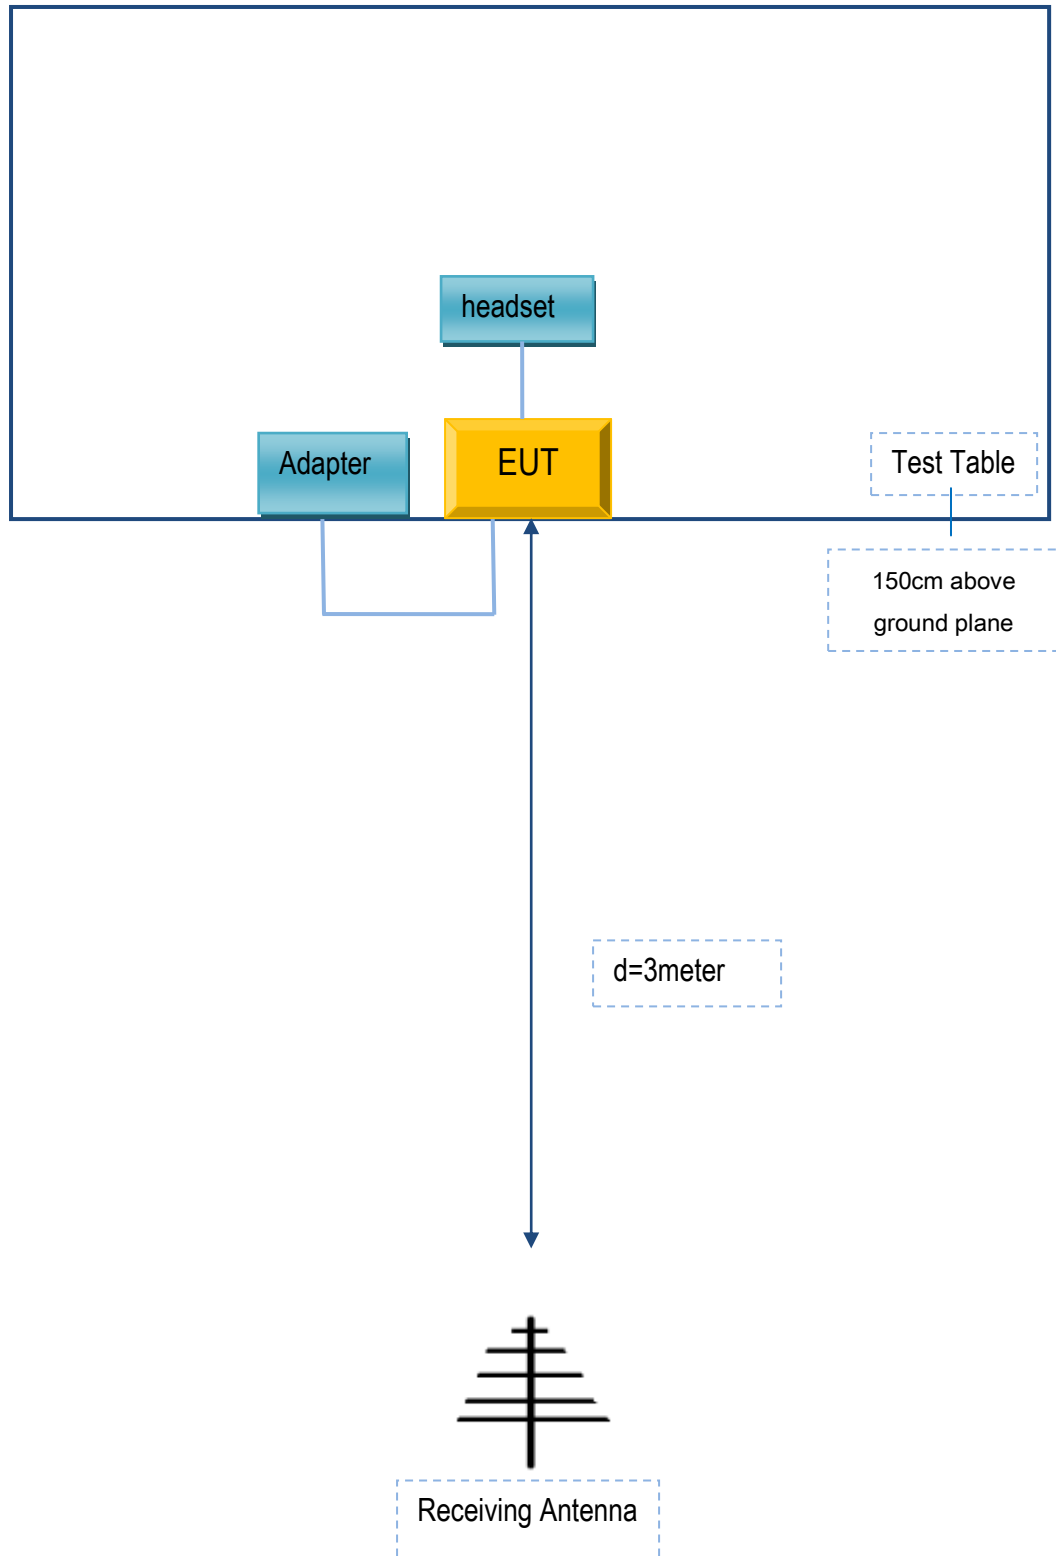 headset
Adapter
EUT
Test Table
150cm above
ground plane
d=3meter
Receiving Antenna